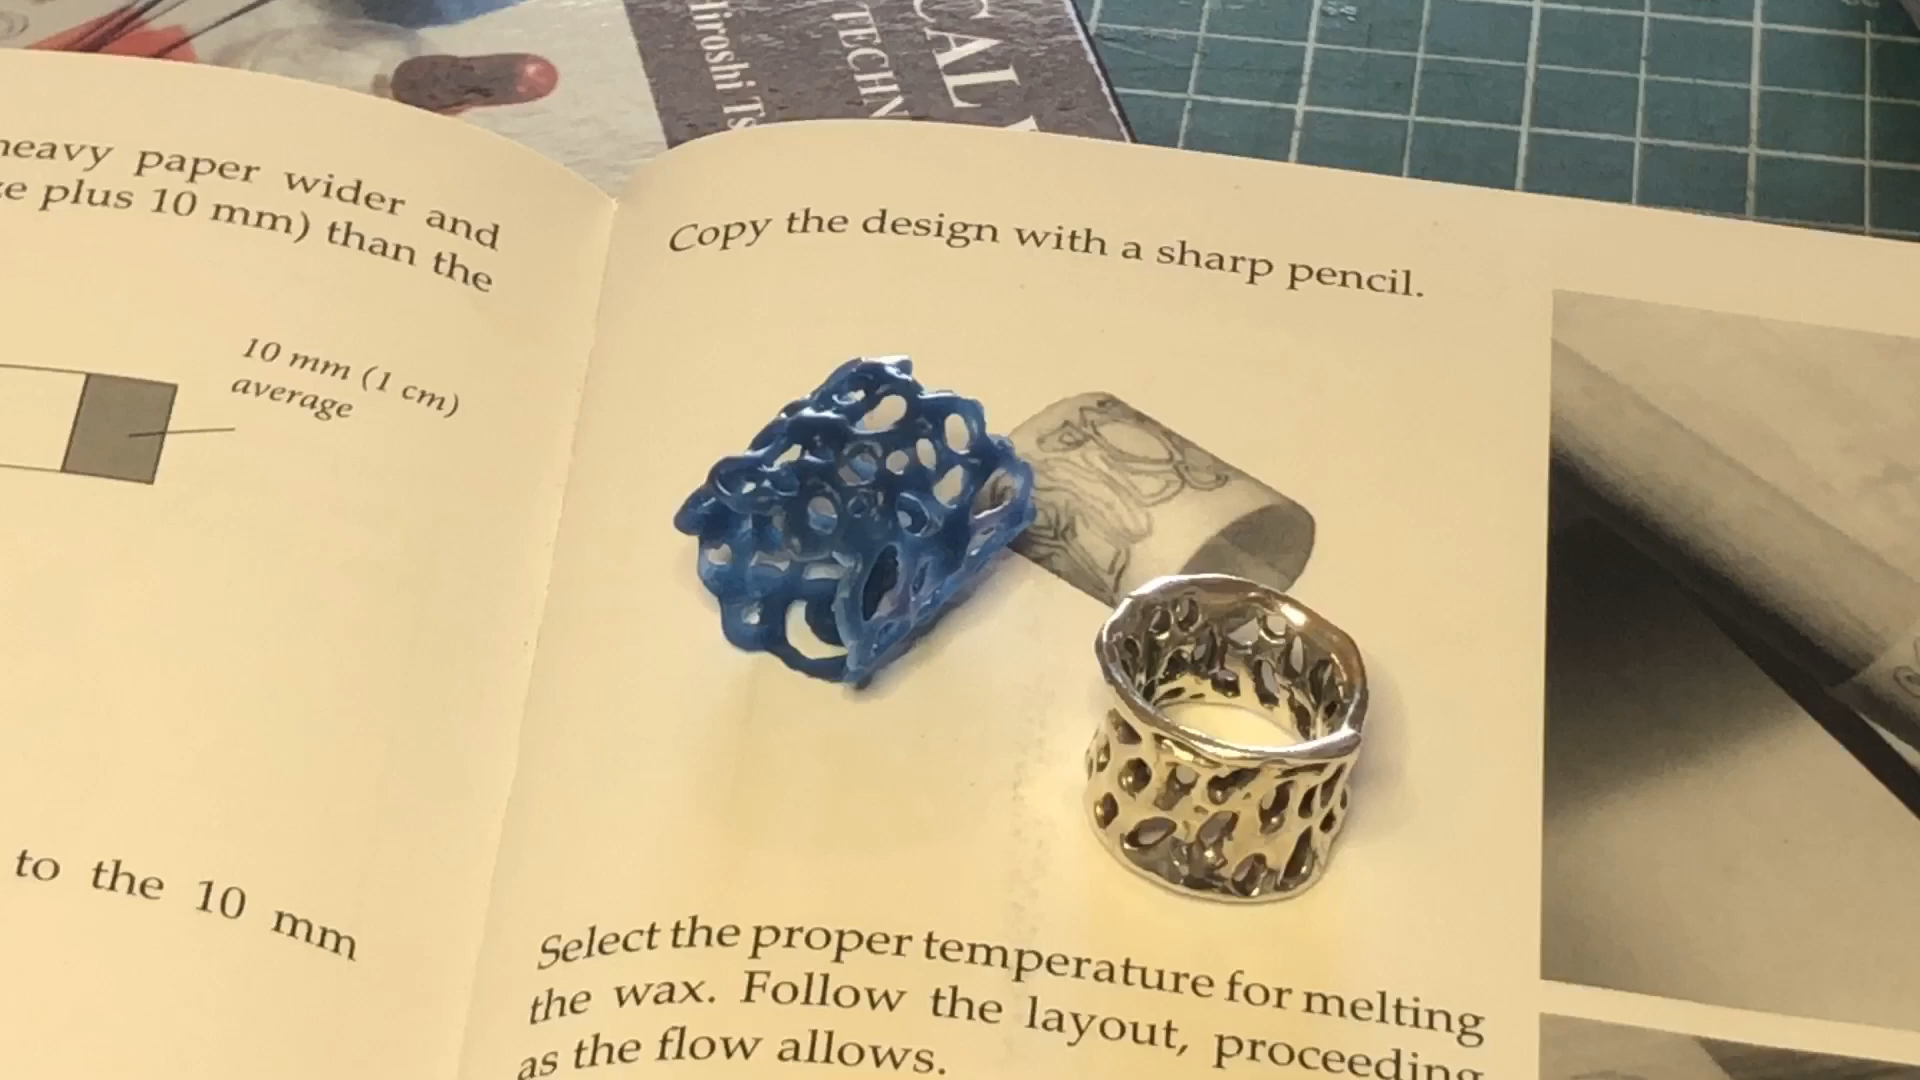 CAL
TECHN
Hiroshi Ts
heavy paper wider and
plus 10 mm) than the
10 mm (1 cm)
average
to the 10 mm
Copy the design with a sharp pencil.
Select the proper temperature for melting
the wax. Follow the layout, proceeding
as the flow allows.